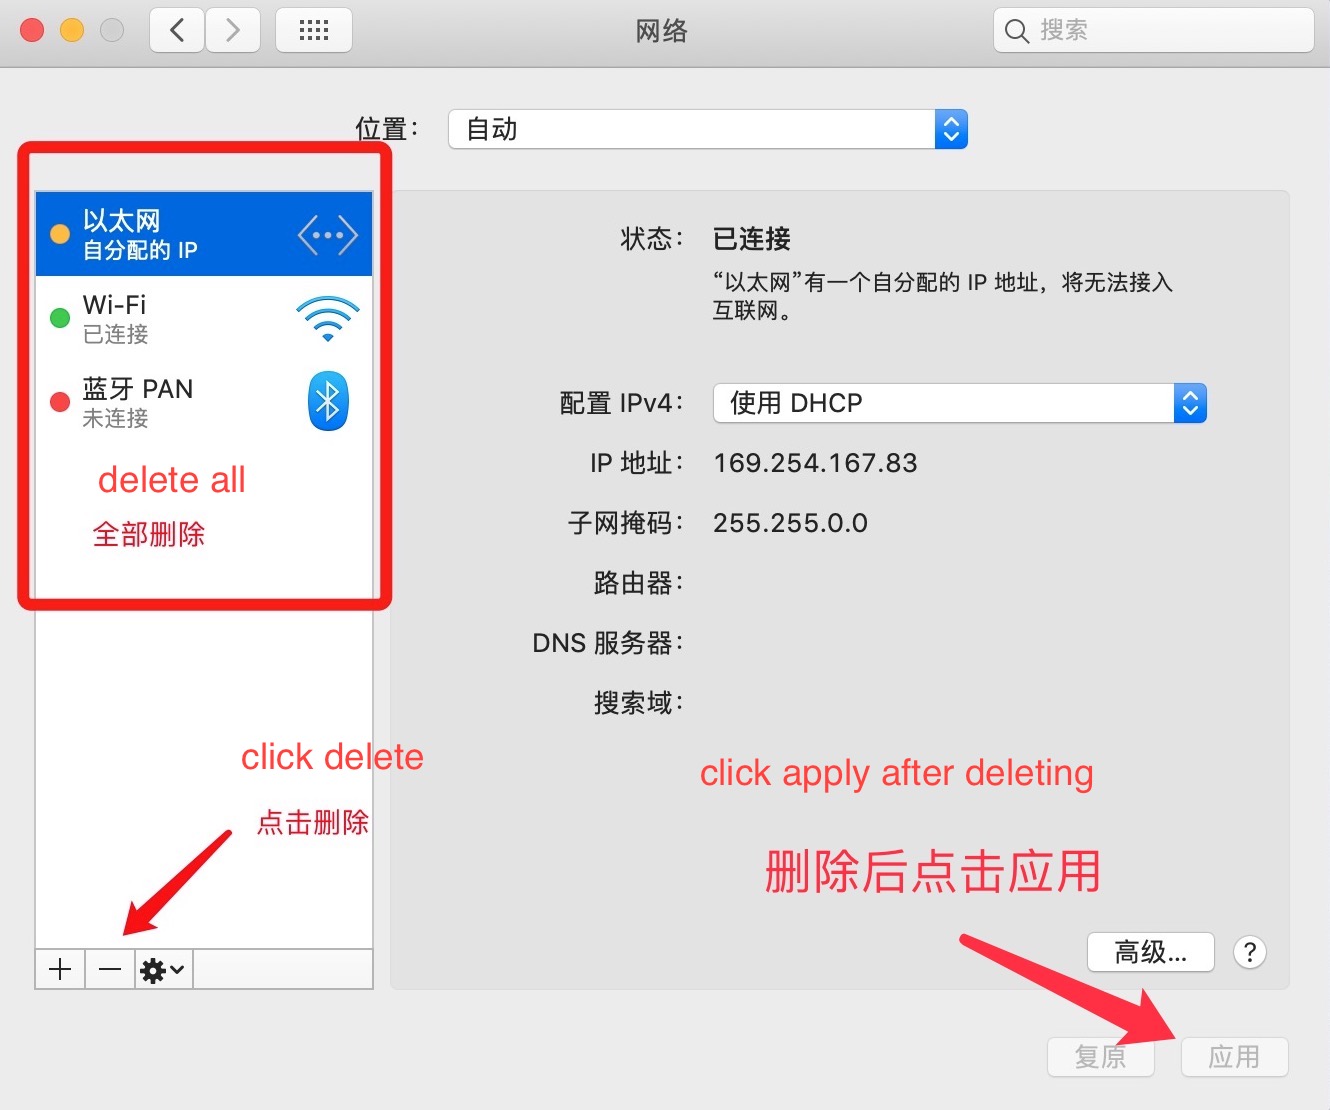 网络
搜索
位置：
自动
以太网
自分配的 IP
Wi-Fi
已连接
蓝牙 PAN
未连接
delete all
全部删除
状态：
已连接
“以太网”有一个自分配的 IP 地址，将无法接入
互联网。
配置 IPv4：
使用 DHCP
IP 地址：
169.254.167.83
子网掩码：
255.255.0.0
路由器：
DNS 服务器：
搜索域：
click delete
点击删除
click apply after deleting
删除后点击应用
高级...
?
复原
应用